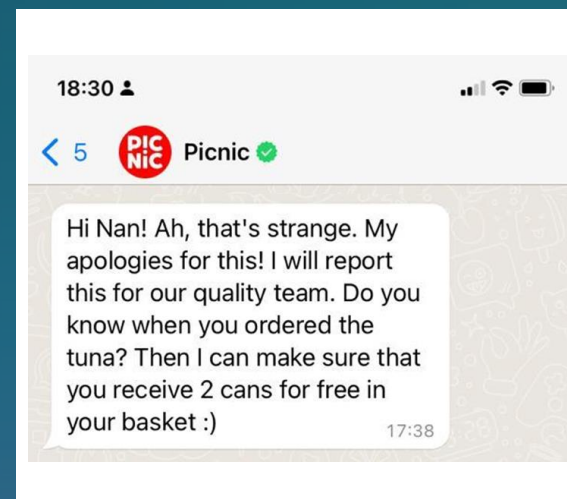 18:30
5
PIC
NiC
Picnic
Hi Nan! Ah, that's strange. My
apologies for this! I will report
this for our quality team. Do you
know when you ordered the
tuna? Then I can make sure that
you receive 2 cans for free in
your basket :)
17:38